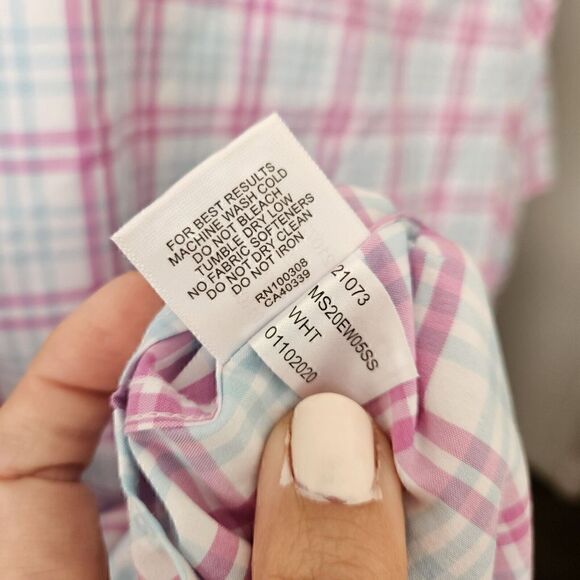 FOR BEST RESULTS
MACHINE WASH COLD
DO NOT BLEACH
TUMBLE DRY LOW
NO FABRIC SOFTENERS
DO NOT DRY CLEAN
DO NOT IRON
RN100308
CA40339
21073
MS20EW05SS
WHT
01102020